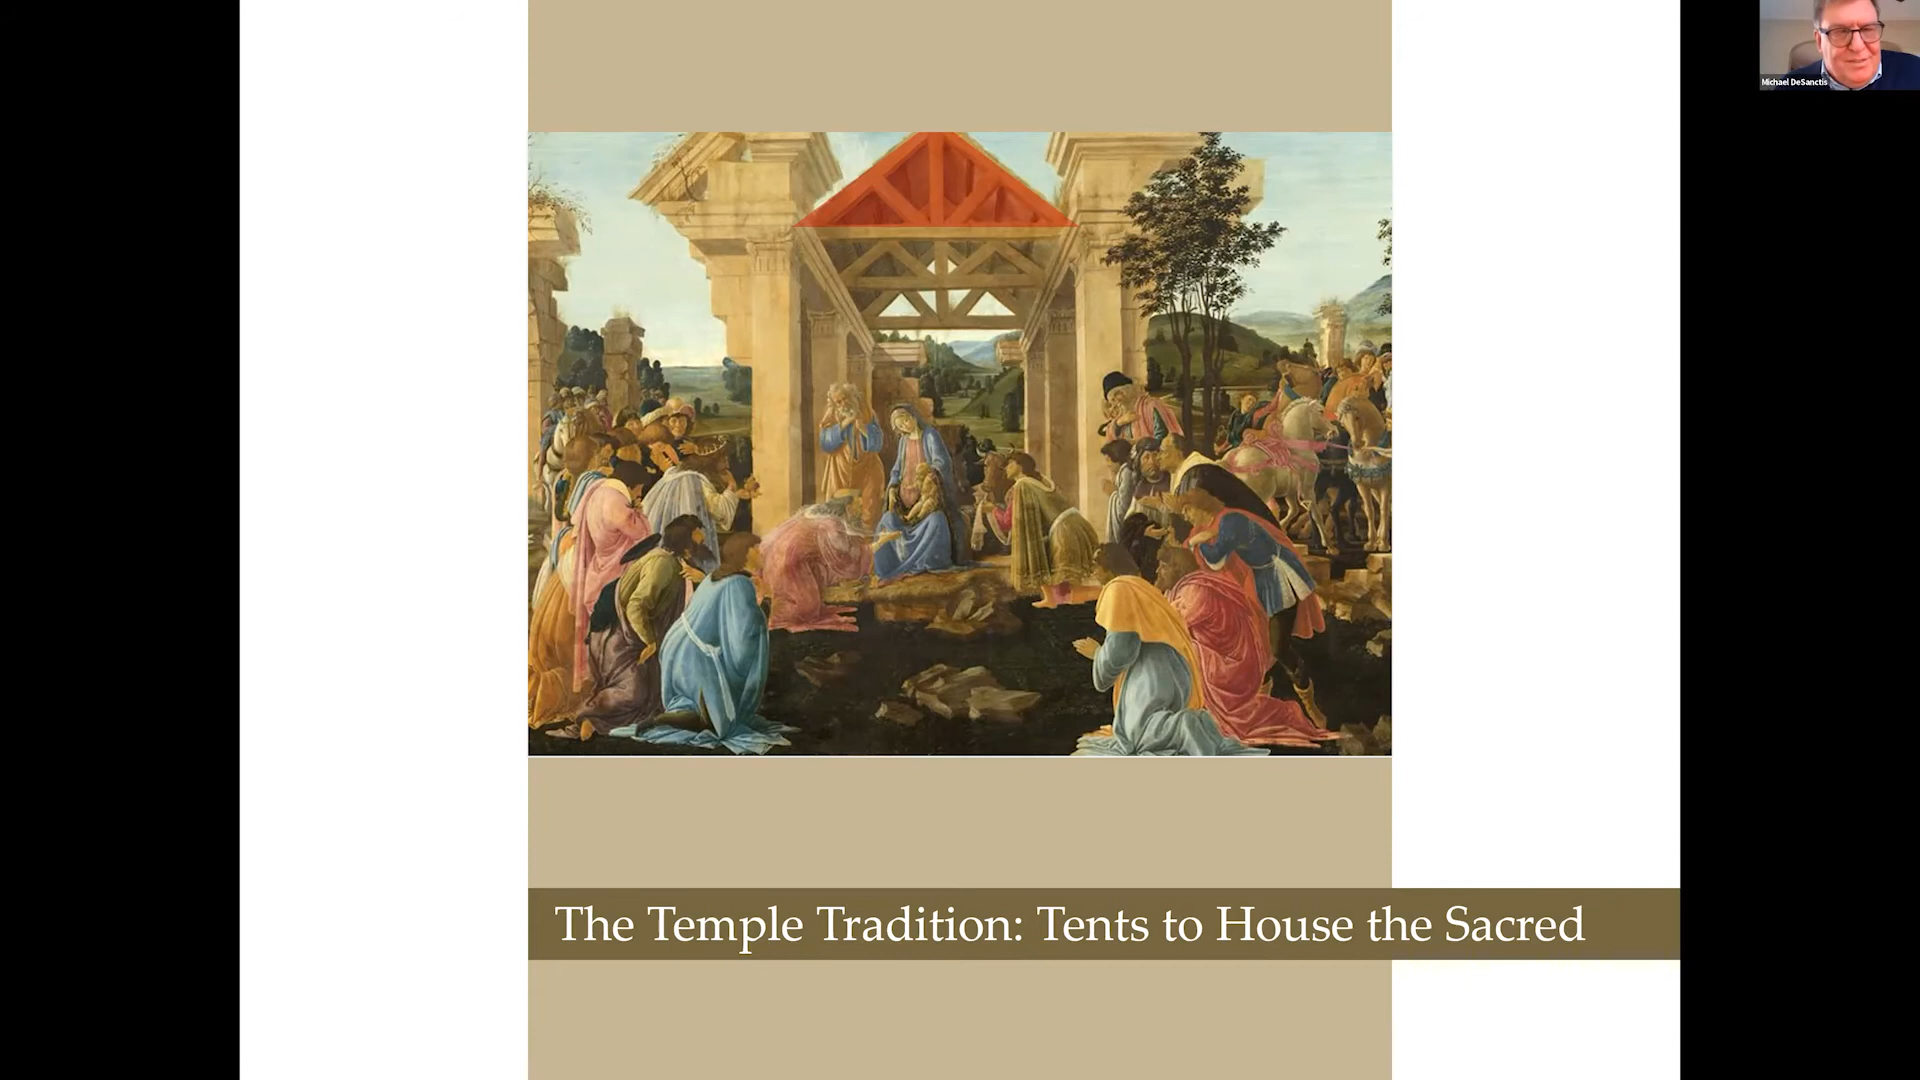 Michael DeSanctis
The Temple Tradition: Tents to House the Sacred